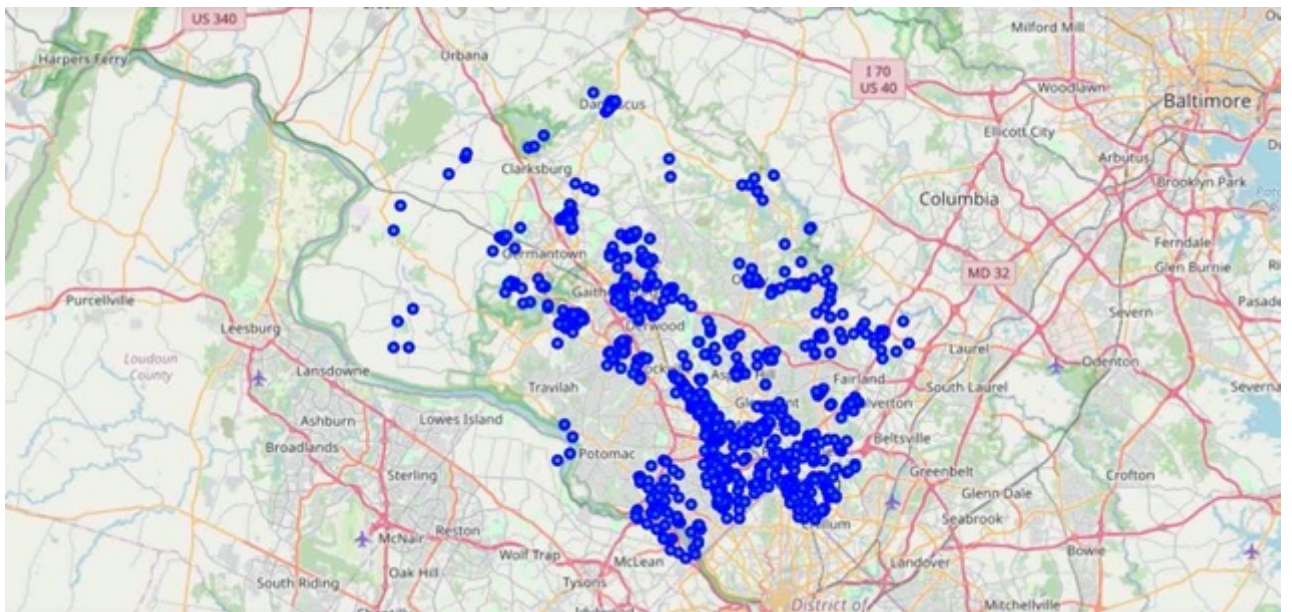 US 340
Milford Mill
Urbana
Harpers Ferry
I 70
US 40
Woodlawn
Baltimore
Ellicott City
Clarksburg
Arbutus
Brooklyn Park
Columbia
Ferndale
MD 32
Glen Burnie
Purcellville
Severn
Leesburg
Laurel
Odenton
Loudoun
County
Lansdowne
Travilah
Fairland
South Laurel
Ashburn
Lowes Island
Broadlands
Beltsville
Potomac
Sterling
Greenbelt
Crofton
Glenn Dale
Seabrook
McNair
Reston
Bowie
Wolf Trap
McLean
Landover
Oak Hill
South Riding
Tysons
District of
Mitchellville